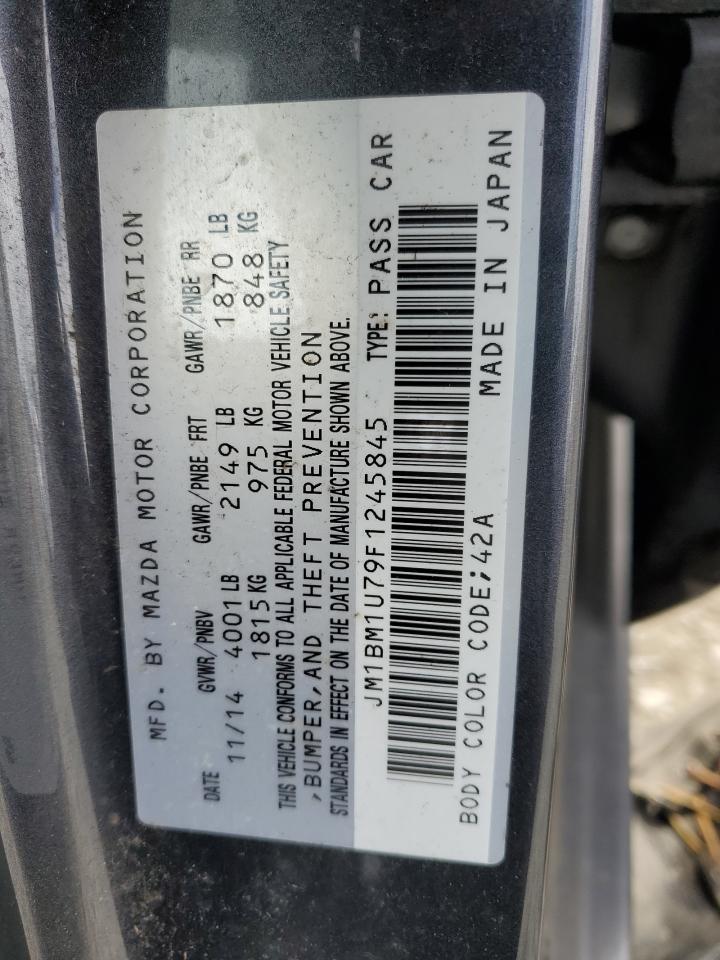 MFD. BY MAZDA MOTOR CORPORATION
DATE GVWR/PNBV GAWR/PNBE FRT GAWR/PNBE RR
11/14 4001LB 2149 LB 1870 LB
1815KG 975 KG 848 KG
THIS VEHICLE CONFORMS TO ALL APPLICABLE FEDERAL MOTOR VEHICLE SAFETY
,BUMPER,AND THEFT PREVENTION
STANDARDS IN EFFECT ON THE DATE OF MANUFACTURE SHOWN ABOVE.
JM1BM1U79F1245845 TYPE: PASS CAR
BODY COLOR CODE;42A MADE IN JAPAN